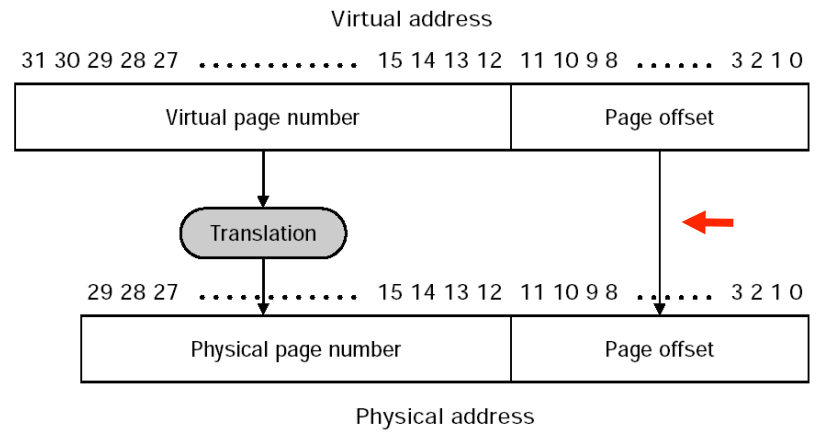 Virtual address
31 30 29 28 27 ............ 15 14 13 12 11 10 9 8 ...... 3 2 1 0
Virtual page number Page offset
Translation
29 28 27 ............ 15 14 13 12 11 10 9 8 ...... 3 2 1 0
Physical page number Page offset
Physical address